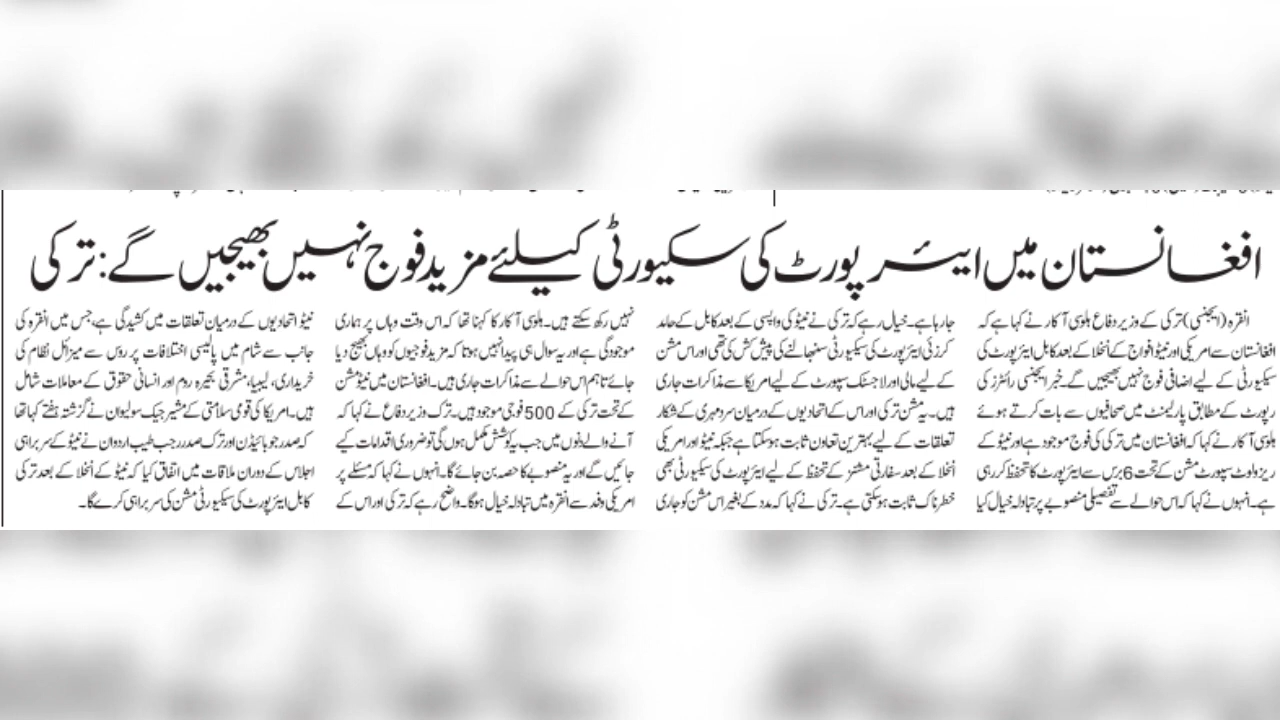 افغانستان میں ایئر پورٹ کی سکیورٹی کیلئے مزید فوج نہیں بھیجیں گے: ترکی
انقرہ (ایجنسی) ترکی کے وزیر دفاع ہلوسی آکار نے کہا ہے کہ
افغانستان سے امریکی اور نیٹو افواج کے انخلا کے بعد کابل ایئرپورٹ کی
سیکیورٹی کے لیے اضافی فوج نہیں بھیجیں گے۔ خبر ایجنسی رائٹرز کی
رپورٹ کے مطابق پارلیمنٹ میں صحافیوں سے بات کرتے ہوئے
ہلوسی آکار نے کہا کہ افغانستان میں ترکی کی فوج موجود ہے اور نیٹو کے
ریزولوٹ سپورٹ مشن کے تحت 6 برس سے ایئرپورٹ کا تحفظ کر رہی
ہے۔ انہوں نے کہا کہ اس حوالے سے تفصیلی منصوبے پر تبادلہ خیال کیا
جارہا ہے۔ خیال رہے کہ ترکی نے نیٹو کی واپسی کے بعد کابل کے حامد
کرزئی ایئرپورٹ کی سیکیورٹی سنبھالنے کی پیش کش کی تھی اور اس مشن
کے لیے مالی اور لاجسٹک سپورٹ کے لیے امریکا سے مذاکرات جاری
ہیں۔ یہ مشن ترکی اور اس کے اتحادیوں کے درمیان سرد مہری کے شکار
تعلقات کے لیے بہترین تعاون ثابت ہوسکتا ہے جبکہ نیٹو اور امریکی
انخلا کے بعد سفارتی مشنز کے تحفظ کے لیے ایئرپورٹ کی سیکیورٹی بھی
خطرناک ثابت ہوسکتی ہے۔ ترکی نے کہا کہ مدد کے بغیر اس مشن کو جاری
نہیں رکھ سکتے ہیں۔ ہلوسی آکار کا کہنا تھا کہ اس وقت وہاں پر ہماری
موجودگی ہے اور یہ سوال ہی پیدا نہیں ہوتا کہ مزید فوجیوں کو وہاں بھیج دیا
جائے تاہم اس حوالے سے مذاکرات جاری ہیں۔ افغانستان میں نیٹو مشن
کے تحت ترکی کے 500 فوجی موجود ہیں۔ ترک وزیر دفاع نے کہا کہ
آنے والے دنوں میں جب یہ کوشش مکمل ہوں گی تو ضروری اقدامات کیے
جائیں گے اور یہ منصوبے کا حصہ بن جائے گا۔ انہوں نے کہا کہ مسئلے پر
امریکی وفد سے انقرہ میں تبادلہ خیال ہوگا۔ واضح رہے کہ ترکی اور اس کے
نیٹو اتحادیوں کے درمیان تعلقات میں کشیدگی ہے، جس میں انقرہ کی
جانب سے شام میں پالیسی اختلافات پر روس سے میزائل نظام کی
خریداری، لیبیا، مشرقی بحیرہ روم اور انسانی حقوق کے معاملات شامل
ہیں۔ امریکا کی قومی سلامتی کے مشیر جیک سولیوان نے گزشتہ ہفتے کہا تھا
کہ صدر جو بائیڈن اور ترک صدر رجب طیب اردوان نے نیٹو کے سربراہی
اجلاس کے دوران ملاقات میں اتفاق کیا کہ نیٹو کے انخلا کے بعد ترکی
کابل ایئرپورٹ کی سیکیورٹی مشن کی سربراہی کرے گا۔